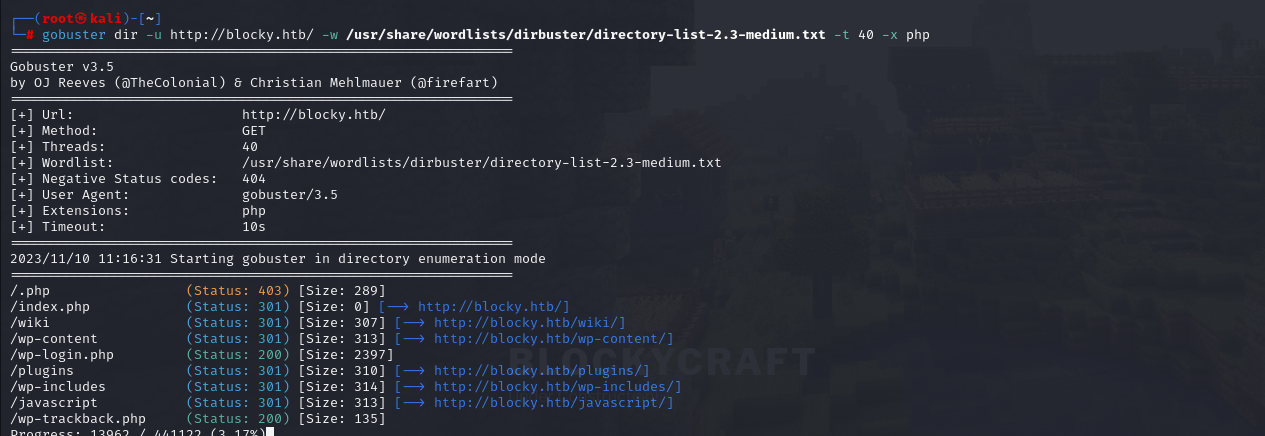 ┌──(root㉿kali)-[~]
└─# gobuster dir -u http://blocky.htb/ -w /usr/share/wordlists/dirbuster/directory-list-2.3-medium.txt -t 40 -x php
===============================================================
Gobuster v3.5
by OJ Reeves (@TheColonial) & Christian Mehlmauer (@firefart)
===============================================================
[+] Url:                     http://blocky.htb/
[+] Method:                  GET
[+] Threads:                 40
[+] Wordlist:                /usr/share/wordlists/dirbuster/directory-list-2.3-medium.txt
[+] Negative Status codes:   404
[+] User Agent:              gobuster/3.5
[+] Extensions:              php
[+] Timeout:                 10s
===============================================================
2023/11/10 11:16:31 Starting gobuster in directory enumeration mode
===============================================================
/.php                 (Status: 403) [Size: 289]
/index.php            (Status: 301) [Size: 0] [--> http://blocky.htb/]
/wiki                 (Status: 301) [Size: 307] [--> http://blocky.htb/wiki/]
/wp-content           (Status: 301) [Size: 313] [--> http://blocky.htb/wp-content/]
/wp-login.php         (Status: 200) [Size: 2397]
BLOCKYCRAFT
/plugins              (Status: 301) [Size: 310] [--> http://blocky.htb/plugins/]
/wp-includes          (Status: 301) [Size: 314] [--> http://blocky.htb/wp-includes/]
/javascript           (Status: 301) [Size: 313] [--> http://blocky.htb/javascript/]
/wp-trackback.php     (Status: 200) [Size: 135]
Progress: 13962 / 441122 (3.17%)